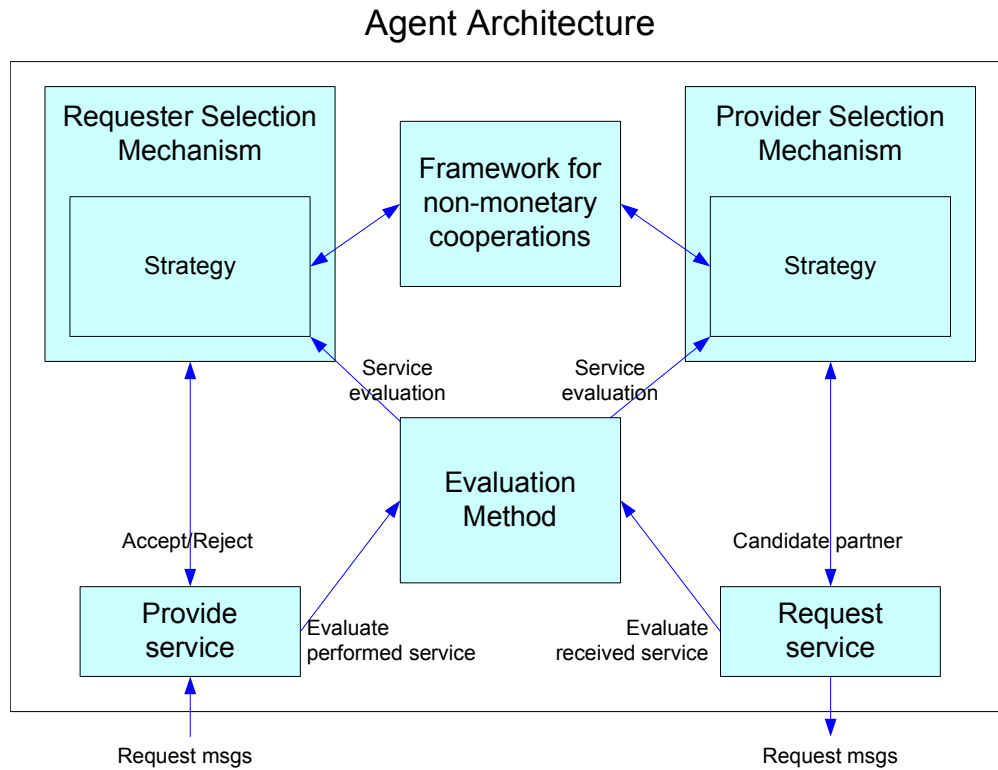 Agent Architecture
Requester Selection
Mechanism
Strategy
Framework for
non-monetary
cooperations
Provider Selection
Mechanism
Strategy
Service
evaluation
Service
evaluation
Evaluation
Method
Accept/Reject
Candidate partner
Provide
service
Evaluate
performed service
Evaluate
received service
Request
service
Request msgs
Request msgs